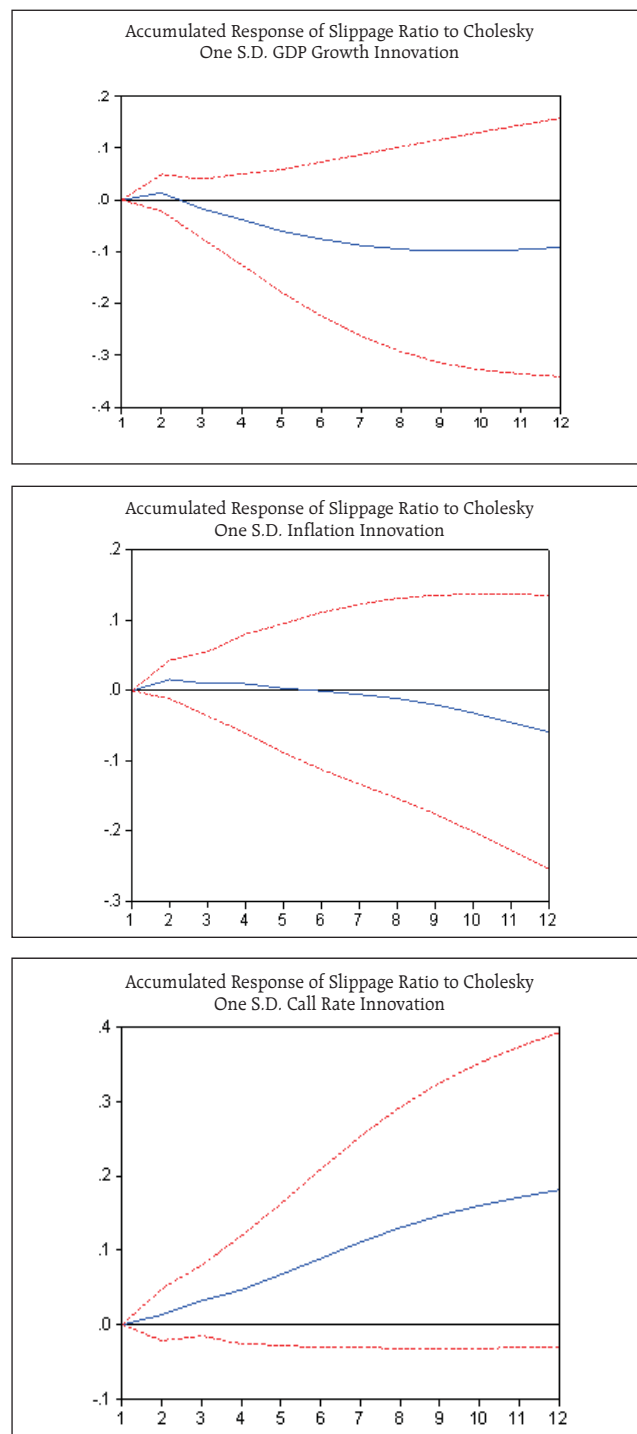 Accumulated Response of Slippage Ratio to Cholesky
One S.D. GDP Growth Innovation
.2
.1
.0
-.1
-.2
-.3
-.4
1 2 3 4 5 6 7 8 9 10 11 12
Accumulated Response of Slippage Ratio to Cholesky
One S.D. Inflation Innovation
.2
.1
.0
-.1
-.2
-.3
1 2 3 4 5 6 7 8 9 10 11 12
Accumulated Response of Slippage Ratio to Cholesky
One S.D. Call Rate Innovation
.4
.3
.2
.1
.0
-.1
1 2 3 4 5 6 7 8 9 10 11 12